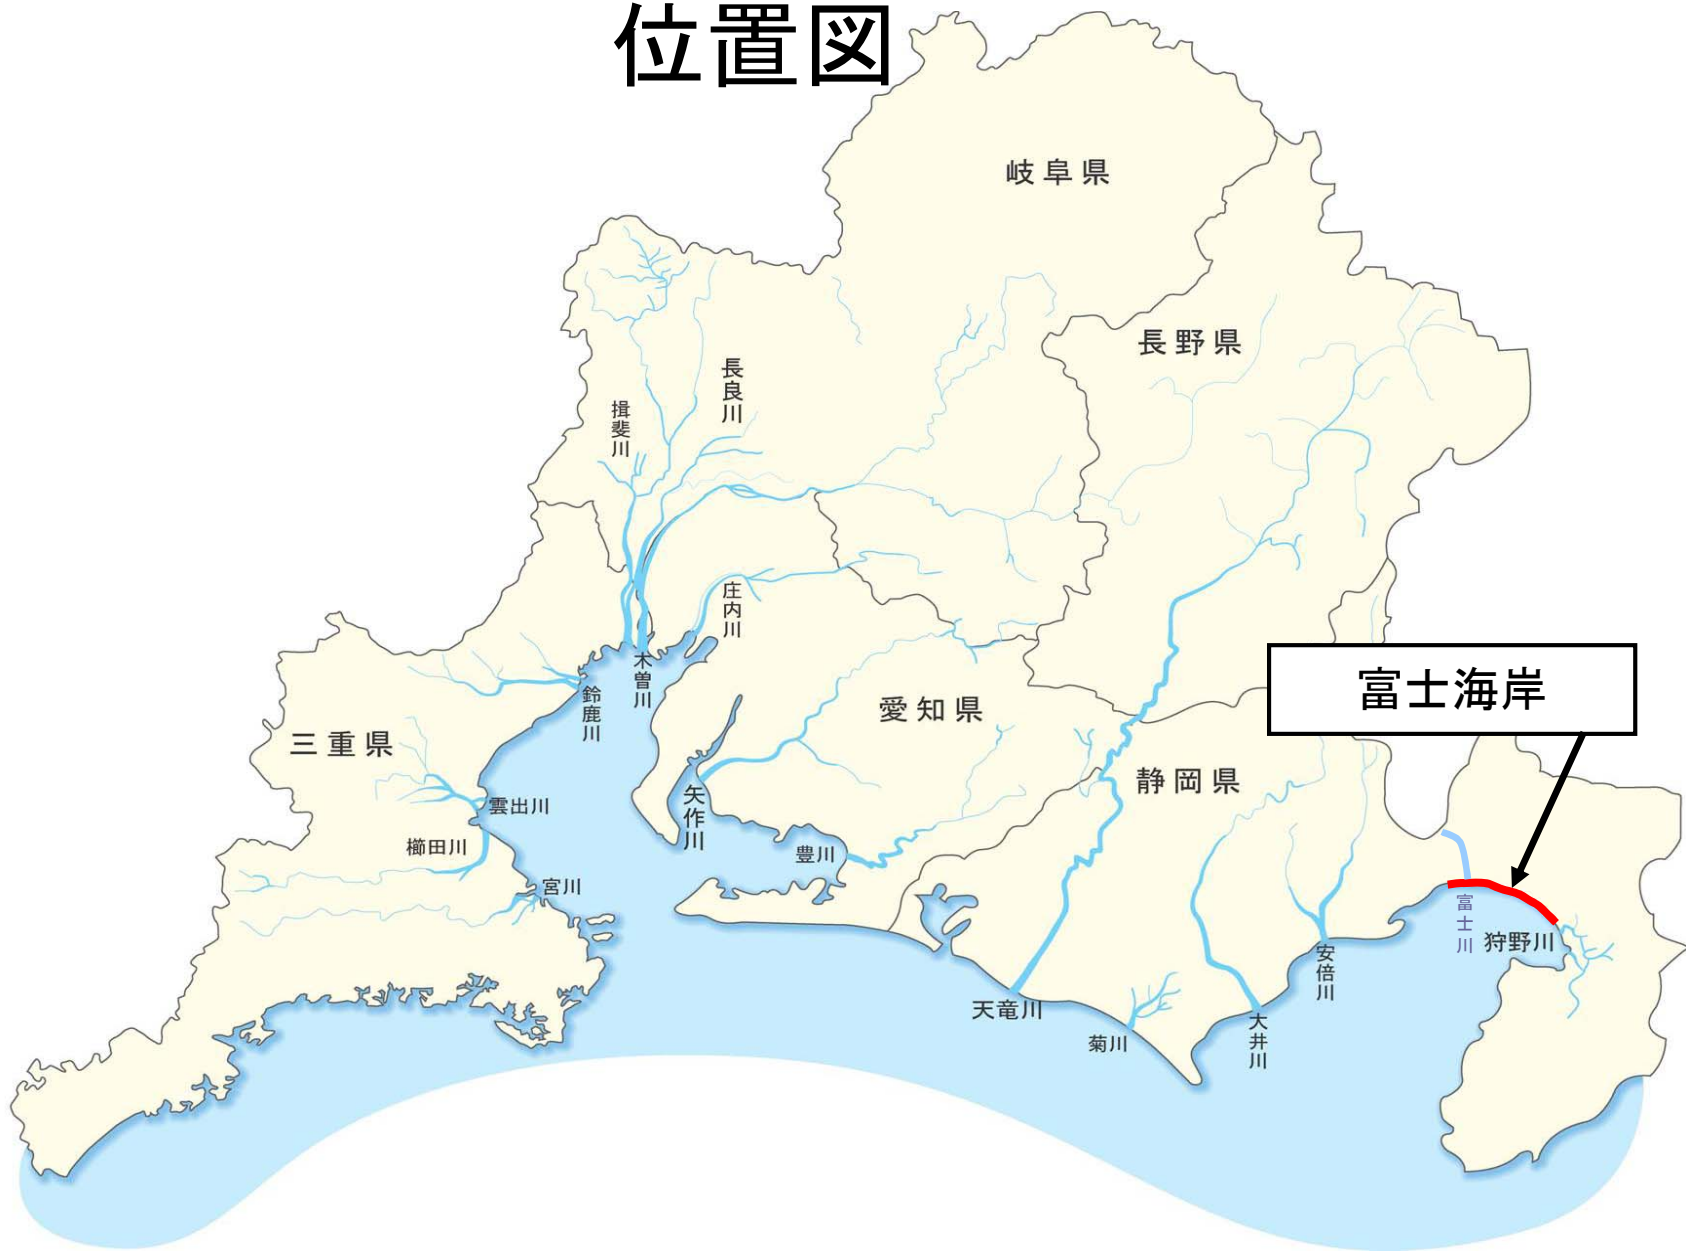 位置図
岐阜県
長野県
長良川
揖斐川
庄内川
木曽川
鈴鹿川
富士海岸
愛知県
三重県
静岡県
雲出川
矢作川
櫛田川
豊川
宮川
富士川
狩野川
安倍川
天竜川
大井川
菊川